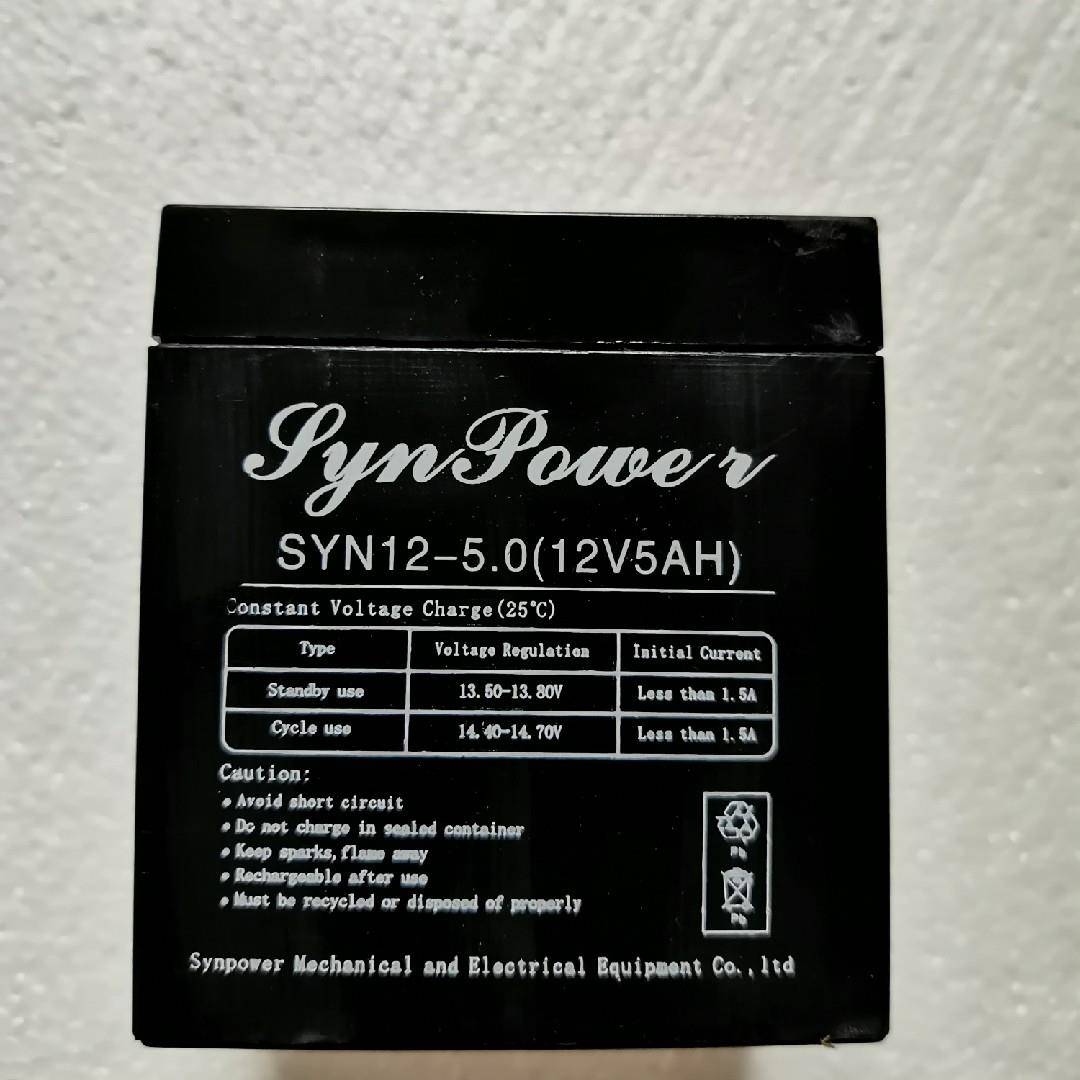 SynPower
SYN12-5.0(12V5AH)
Constant Voltage Charge(25℃)
Type Voltage Regulation Initial Current
Standby use 13.50-13.80V Less than 1.5A
Cycle use 14.40-14.70V Less than 1.5A
Caution:
• Avoid short circuit
• Do not charge in sealed container
• Keep sparks,flame away
• Rechargeable after use
• Must be recycled or disposed of properly
Pb
Pb
Synpower Mechanical and Electrical Equipment Co.,ltd